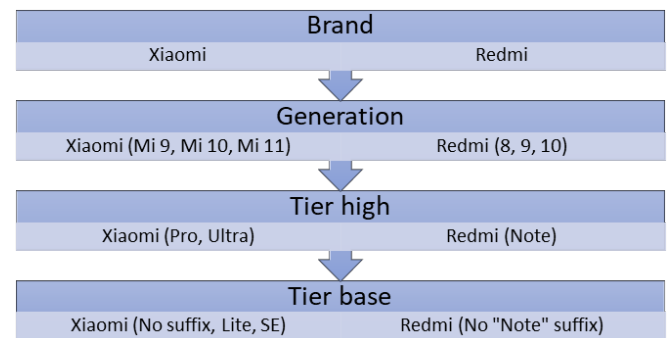 Brand
Xiaomi Redmi
Generation
Xiaomi (Mi 9, Mi 10, Mi 11) Redmi (8, 9, 10)
Tier high
Xiaomi (Pro, Ultra) Redmi (Note)
Tier base
Xiaomi (No suffix, Lite, SE) Redmi (No "Note" suffix)